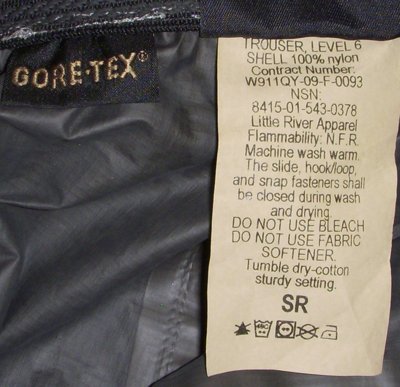 GORE-TEX
TROUSER, LEVEL 6
SHELL 100% nylon
Contract Number:
W911QY-09-F-0093
NSN:
8415-01-543-0378
Little River Apparel
Flammability: N.F.R.
Machine wash warm.
The slide, hook/loop,
and snap fasteners shall
be closed during wash
and drying.
DO NOT USE BLEACH
DO NOT USE FABRIC
SOFTENER.
Tumble dry-cotton
sturdy setting.
SR